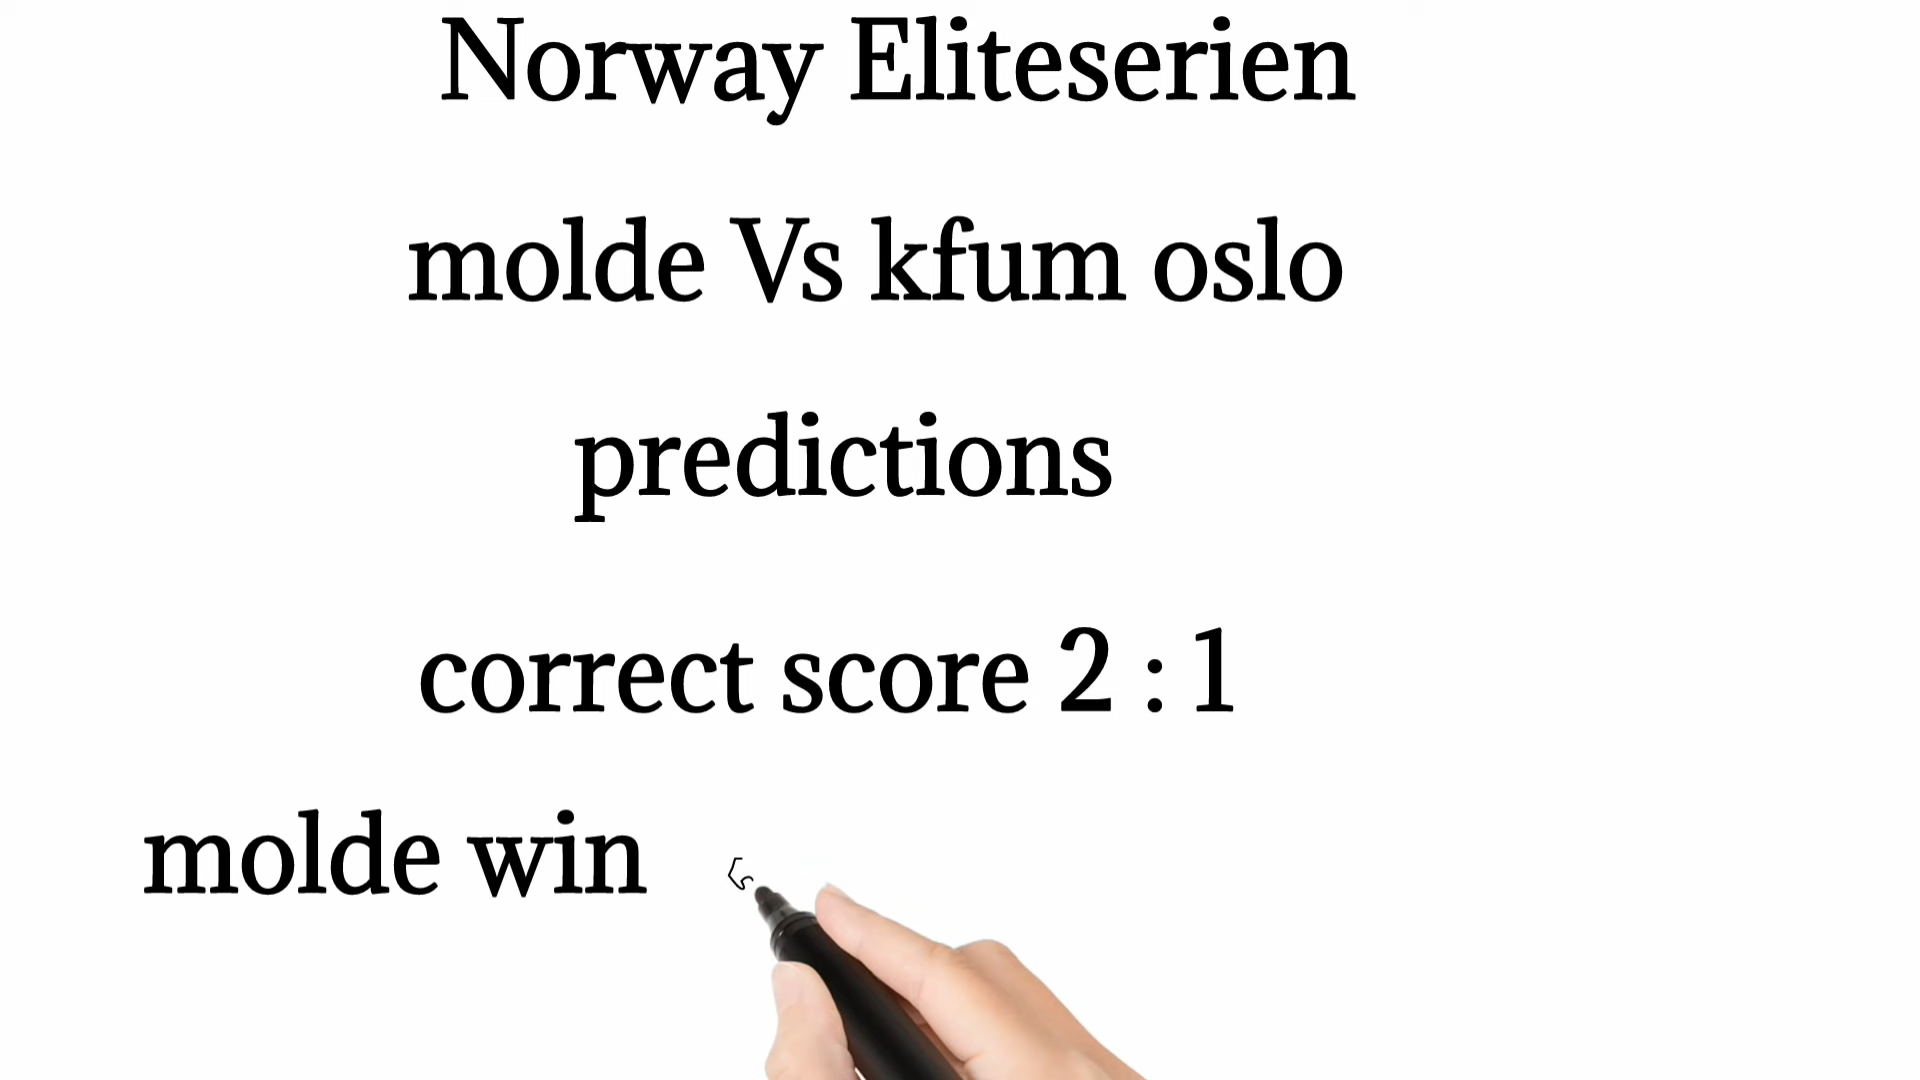 Norway Eliteserien
molde Vs kfum oslo
predictions
correct score 2 : 1
molde win